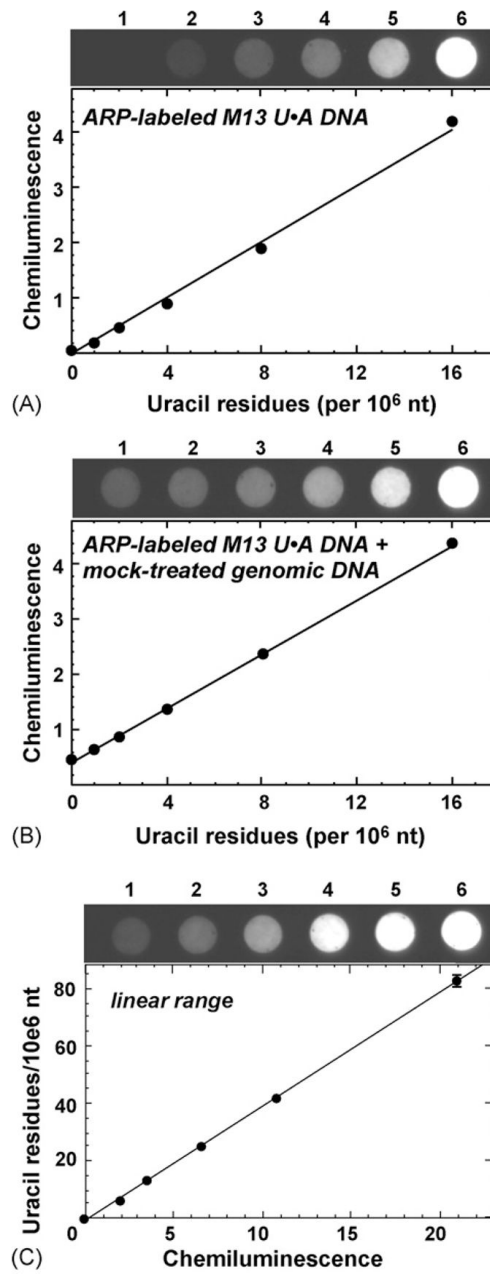 1 2 3 4 5 6
ARP-labeled M13 U•A DNA
4
3
2
1
Chemiluminescence
0 4 8 12 16
(A)
Uracil residues (per 10⁶ nt)
1 2 3 4 5 6
ARP-labeled M13 U•A DNA +
mock-treated genomic DNA
4
3
2
1
Chemiluminescence
0 4 8 12 16
(B)
Uracil residues (per 10⁶ nt)
1 2 3 4 5 6
linear range
80
60
40
20
0
Uracil residues/10e6 nt
0 5 10 15 20
(C)
Chemiluminescence